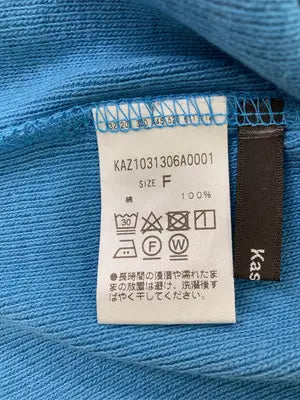 KAZ1031306A0001
SIZE F
綿 100%
30
F W
●長時間の浸漬や濡れたま
まの放置は避け、洗濯後す
ばやく干してください。
Kas